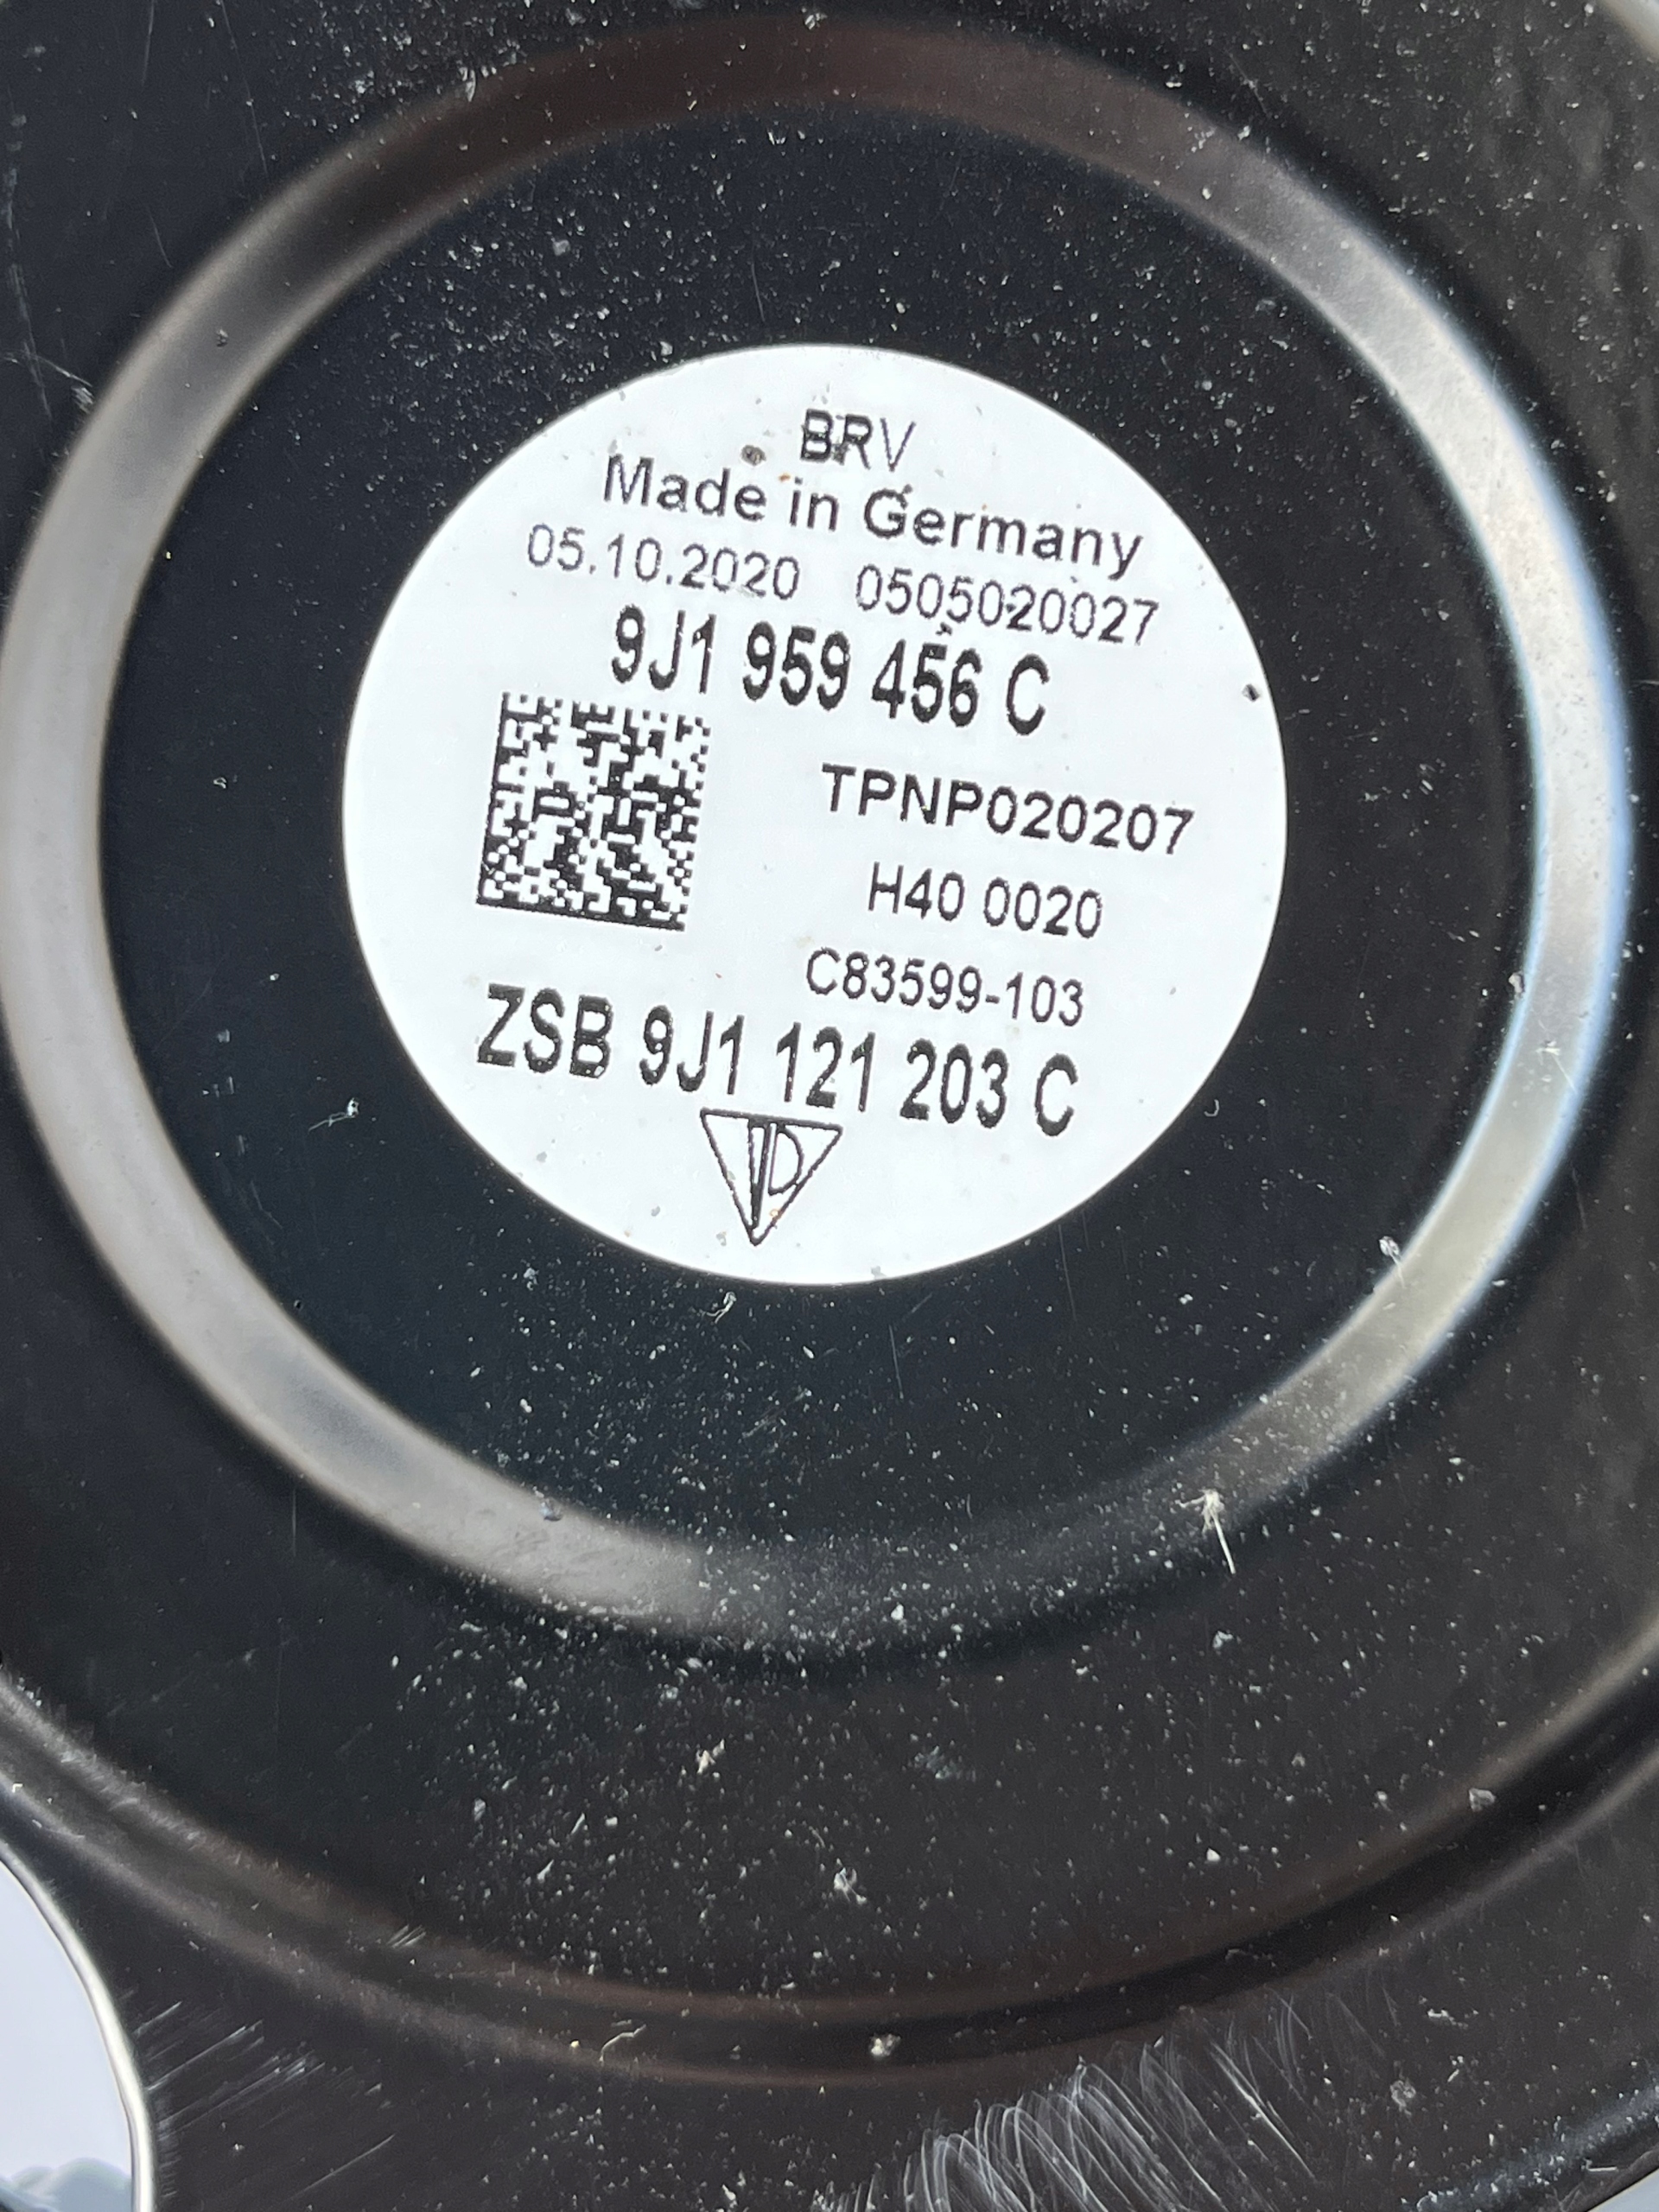 BRV
Made in Germany
05.10.2020 0505020027
9J1 959 456 C
TPNP020207
H40 0020
C83599-103
ZSB 9J1 121 203 C